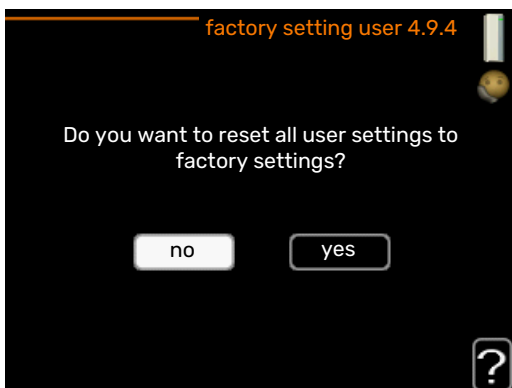 factory setting user 4.9.4
Do you want to reset all user settings to
factory settings?
no
yes
?